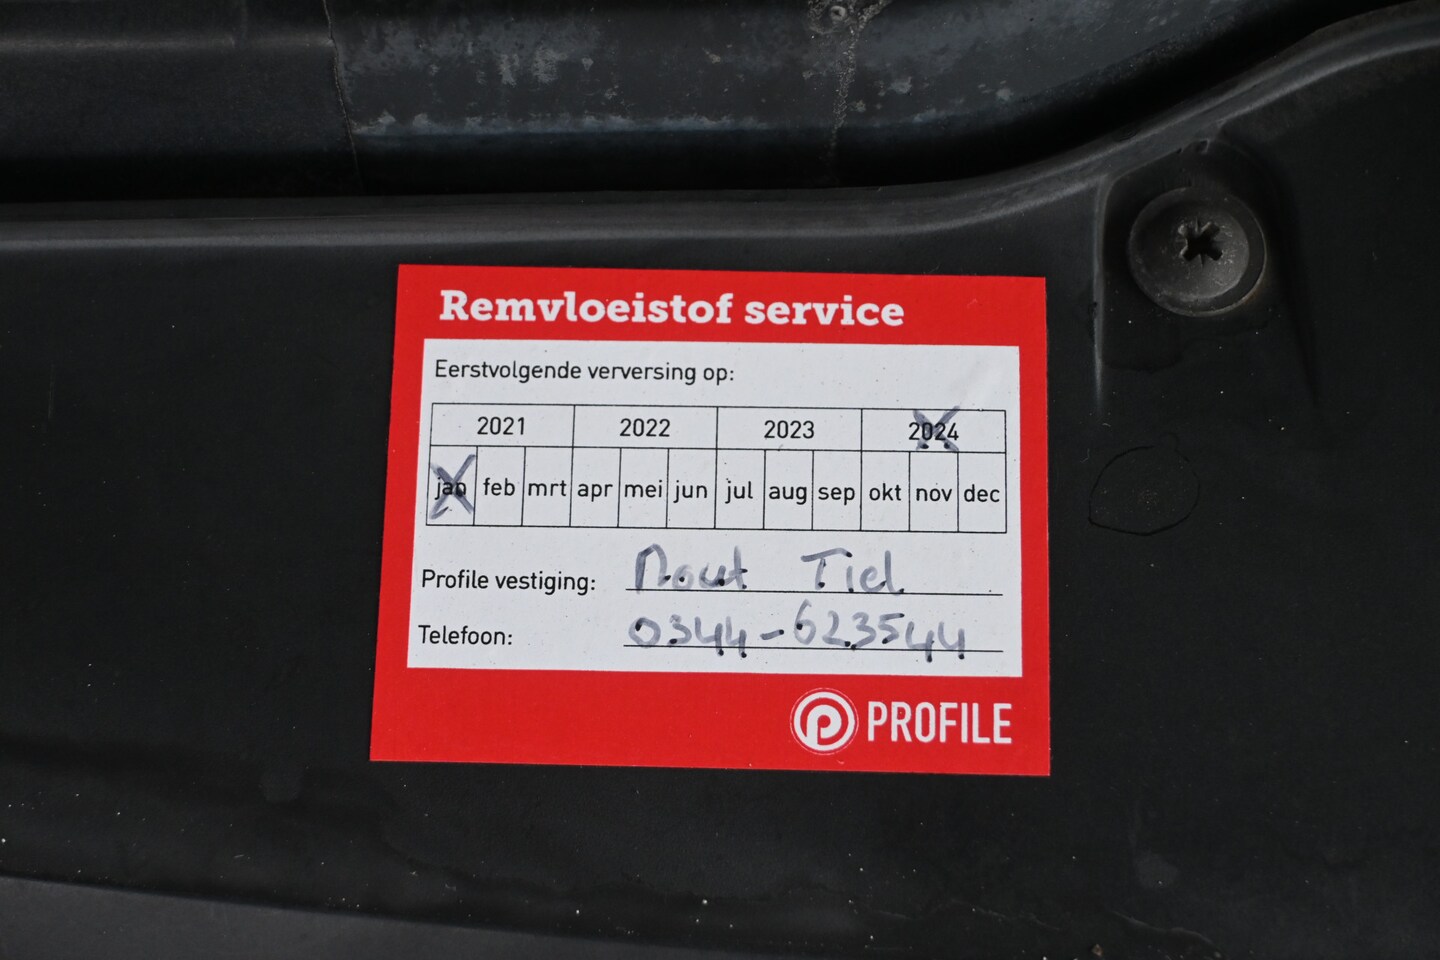 Remvloeistof service
Eerstvolgende verversing op:
2021 2022 2023 2024
jan feb mrt apr mei jun jul aug sep okt nov dec
Profile vestiging: Nout Tiel
Telefoon: 0344-623544
PROFILE